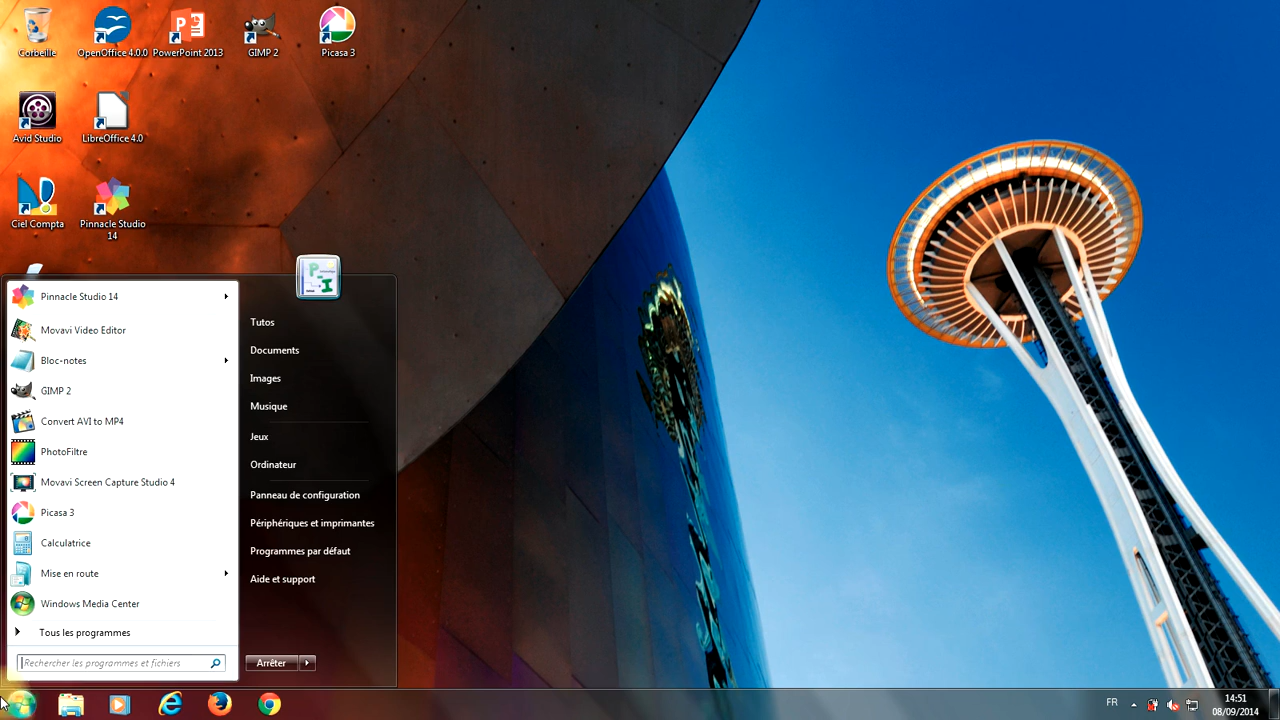 Corbeille
OpenOffice 4.0.0
PowerPoint 2013
GIMP 2
Picasa 3
Avid Studio
LibreOffice 4.0
Ciel Compta
Pinnacle Studio
14
Pinnacle Studio 14
Movavi Video Editor
Bloc-notes
GIMP 2
Convert AVI to MP4
PhotoFiltre
Movavi Screen Capture Studio 4
Picasa 3
Calculatrice
Mise en route
Windows Media Center
Tous les programmes
Rechercher les programmes et fichiers
P-I
Tutos
Documents
Images
Musique
Jeux
Ordinateur
Panneau de configuration
Périphériques et imprimantes
Programmes par défaut
Aide et support
Arrêter
FR
14:51
08/09/2014